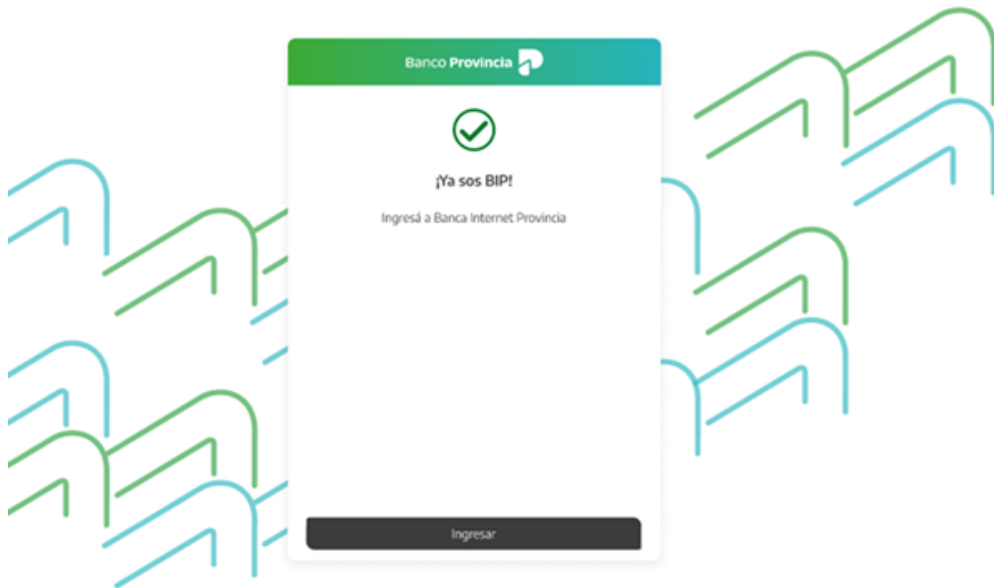 Banco Provincia
¡Ya sos BIP!
Ingresá a Banca Internet Provincia
Ingresar